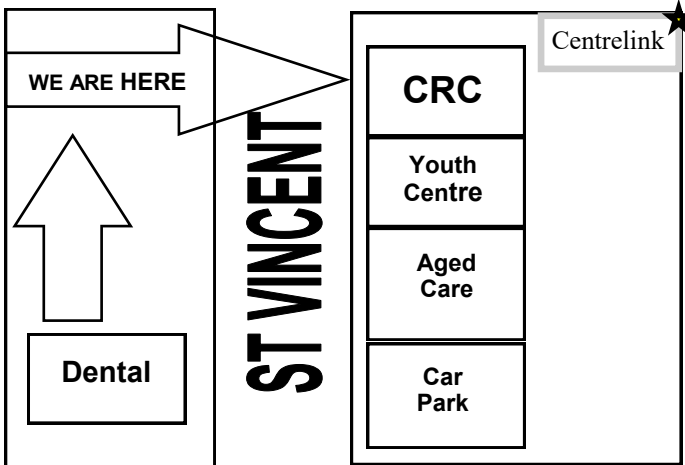 Centrelink
WE ARE HERE
CRC
ST VINCENT
Youth
Centre
Aged
Care
Dental
Car
Park